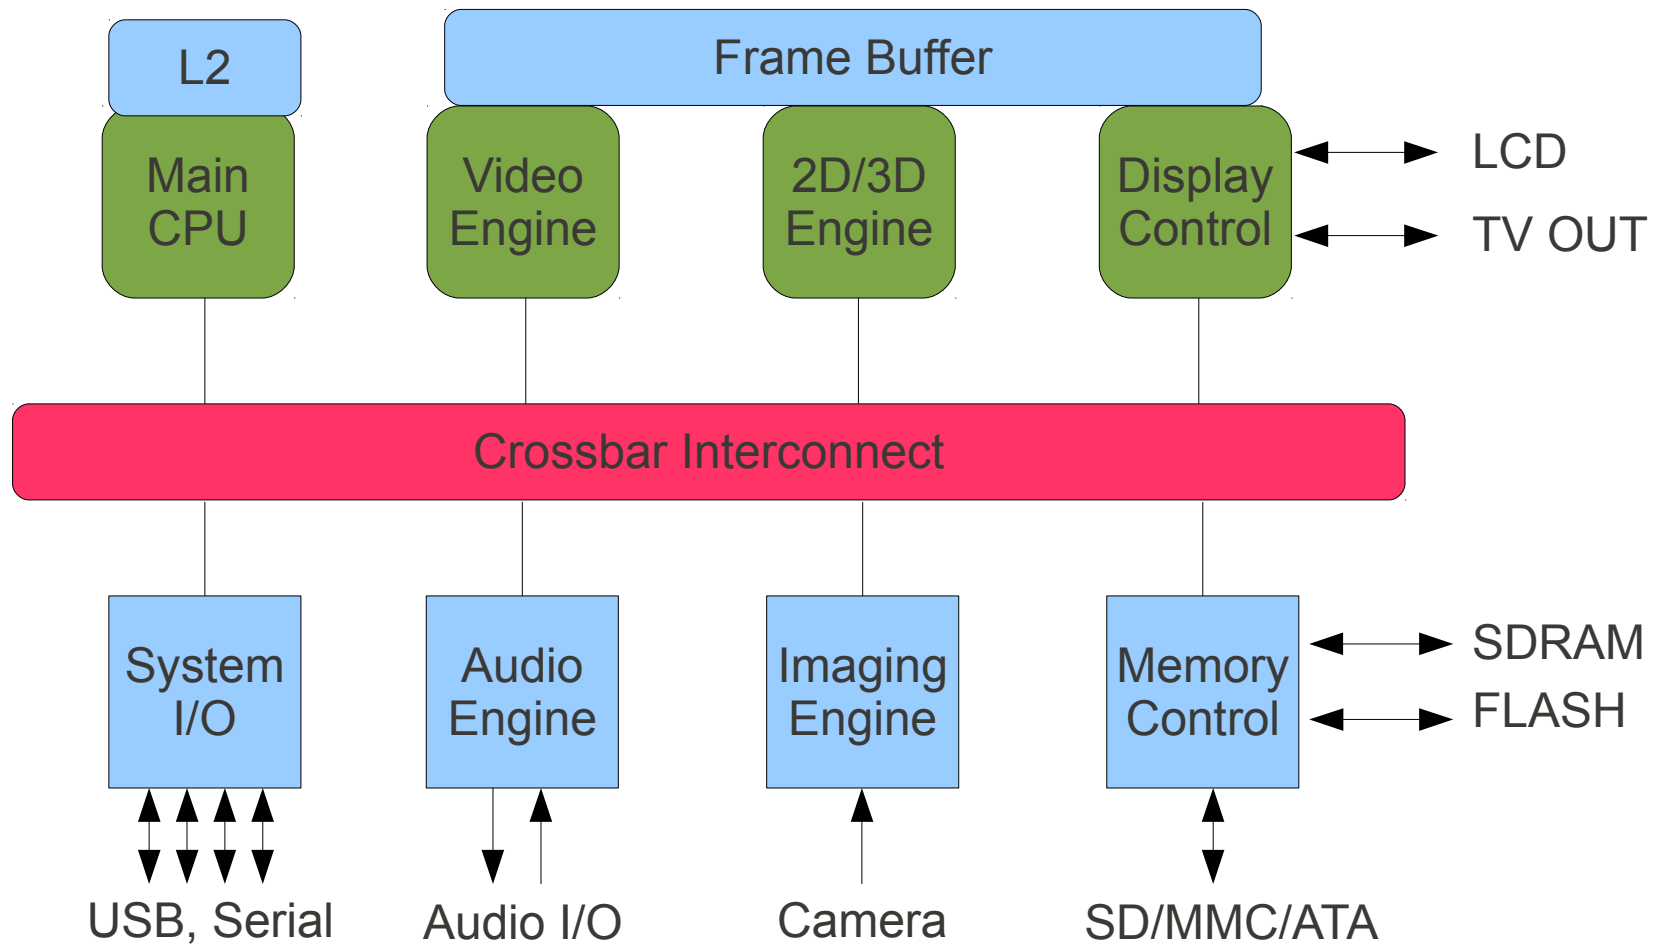 L2
Frame Buffer
Main
CPU
Video
Engine
2D/3D
Engine
Display
Control
LCD
TV OUT
Crossbar Interconnect
System
I/O
Audio
Engine
Imaging
Engine
Memory
Control
SDRAM
FLASH
USB, Serial
Audio I/O
Camera
SD/MMC/ATA